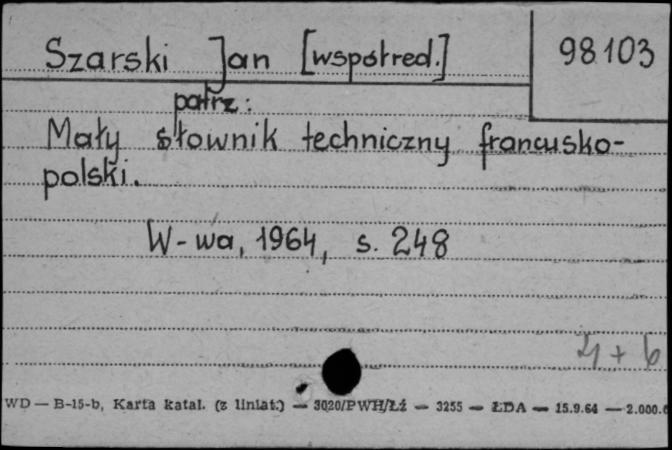 Szarski Jan [współred.]
98103
patrz:
Mały słownik techniczny francusko-
polski.
W-wa, 1964, s. 248
4 + b
WD — B-15-b, Karta katal. (z liniat.) — 3020/PWH/Łź — 3255 — ŁDA — 15.9.64 — 2.000.0